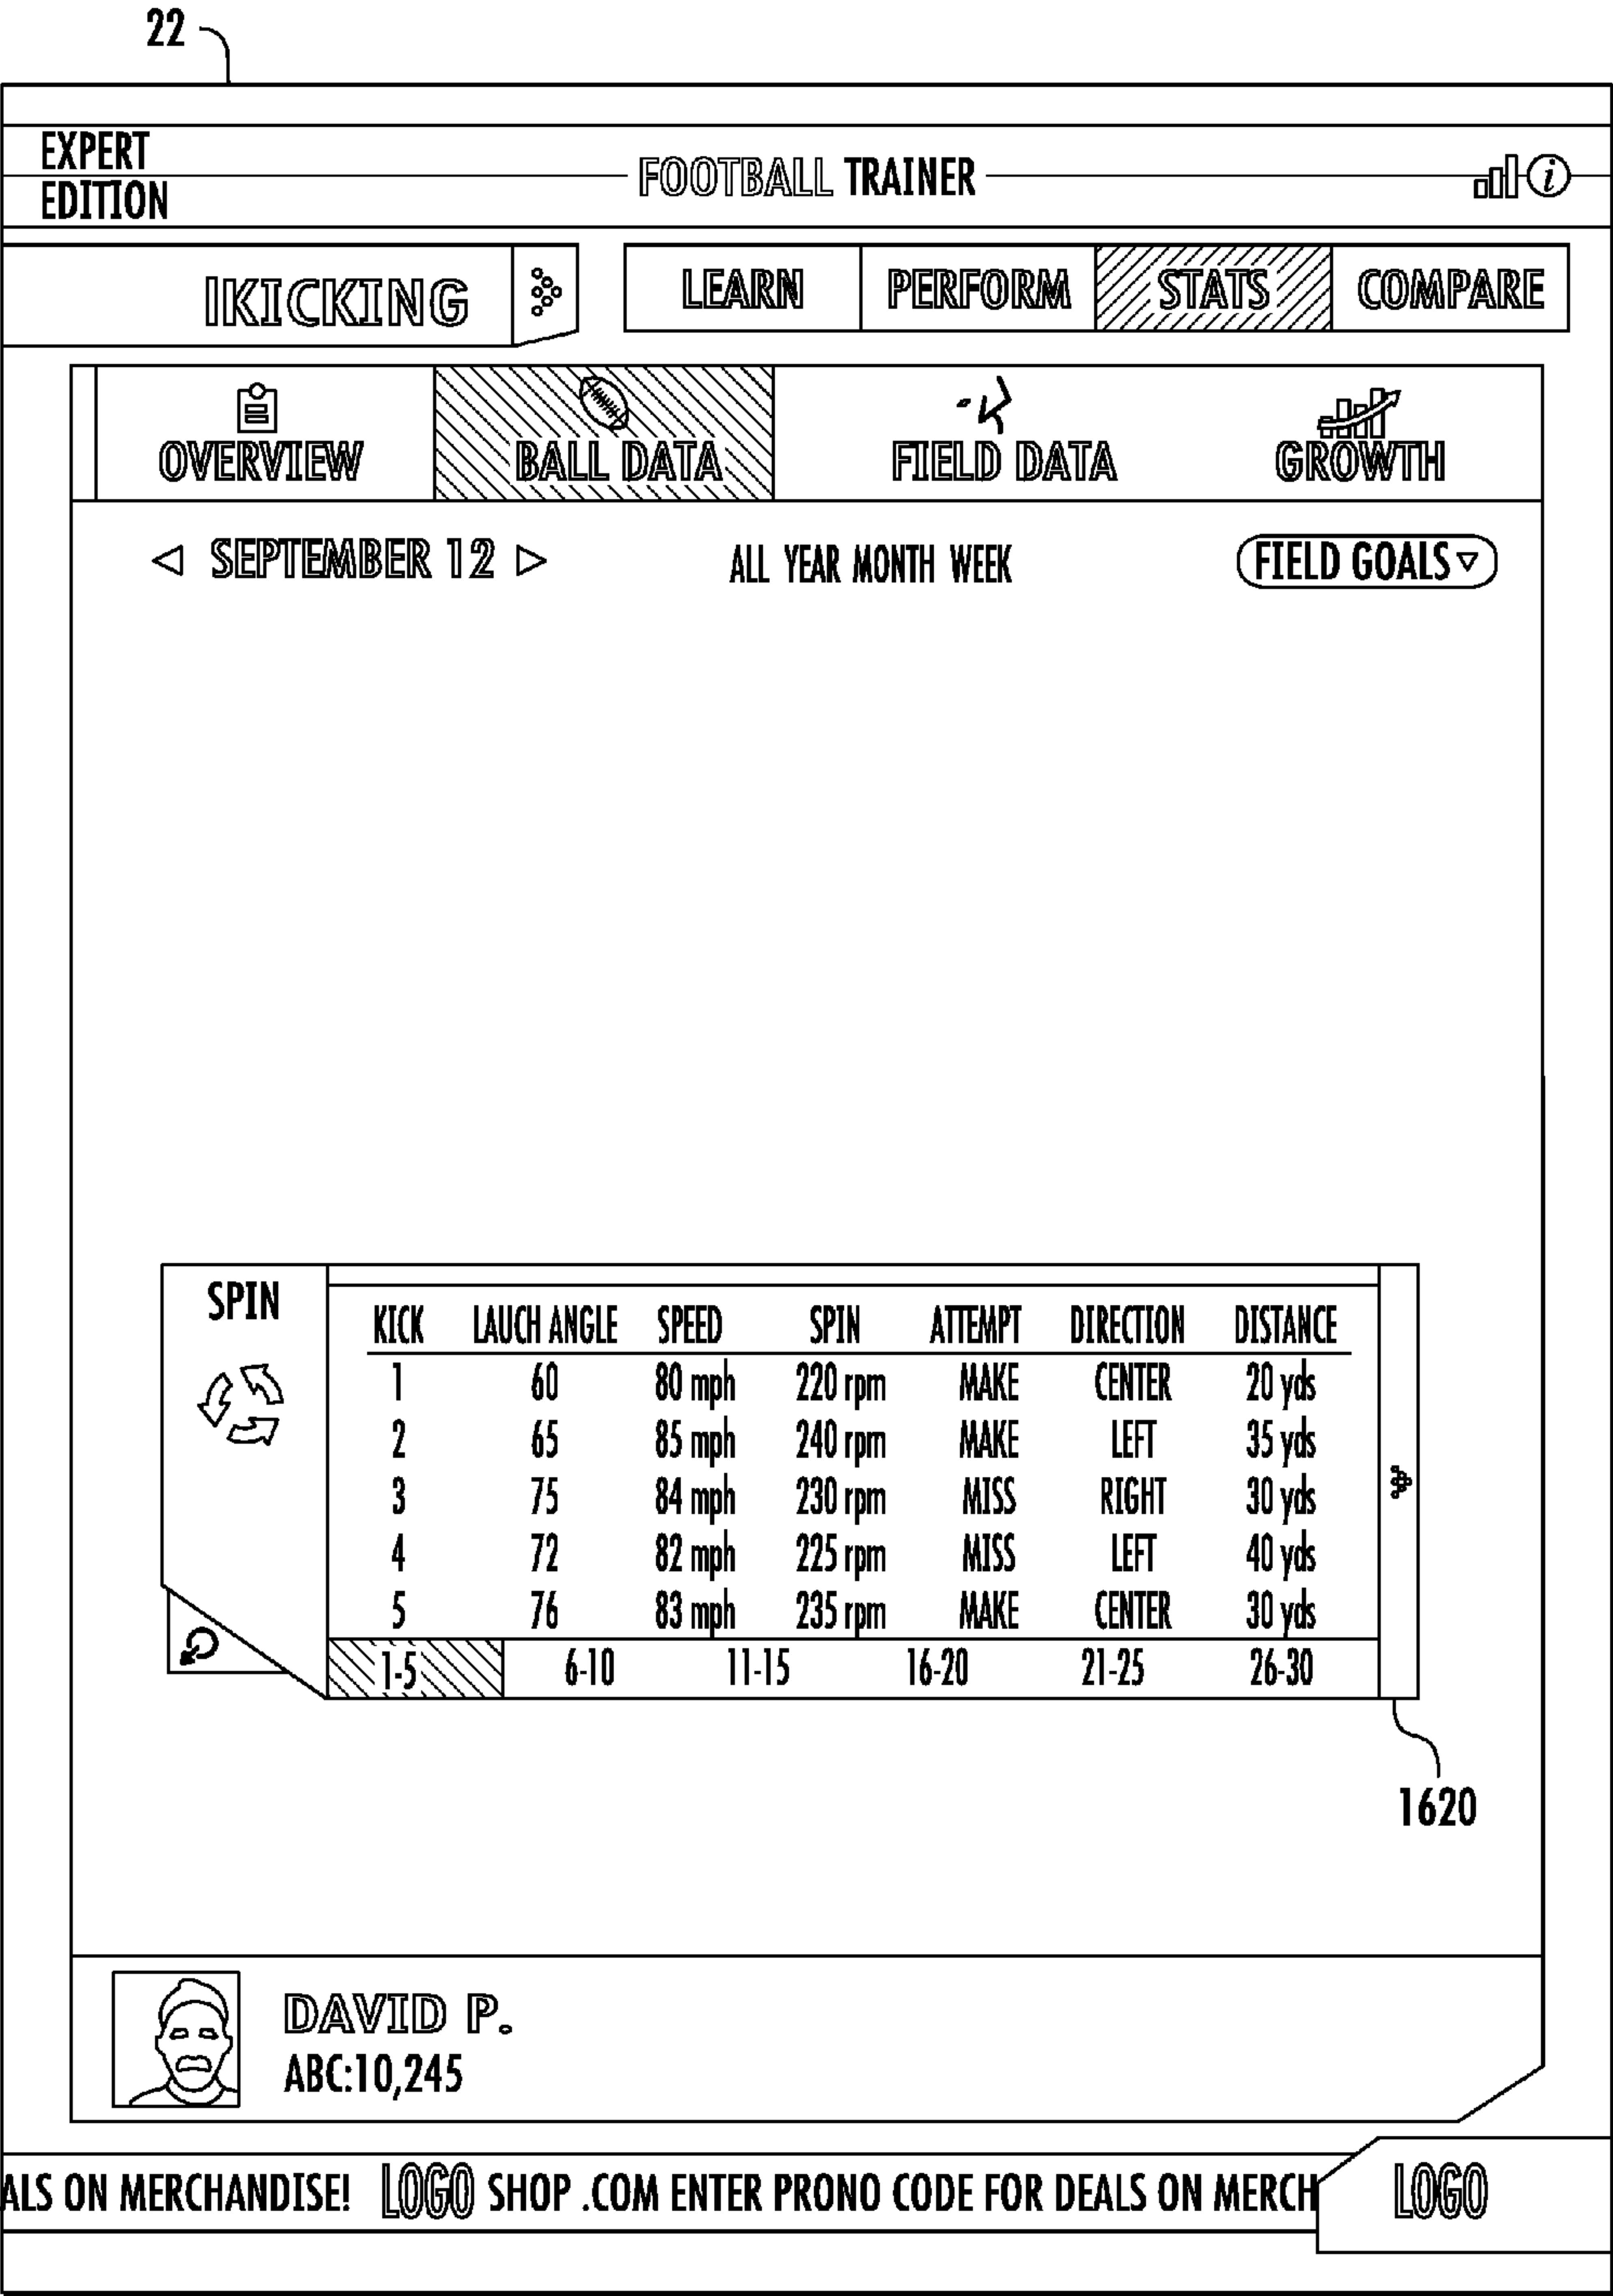 22
EXPERT
EDITION
FOOTBALL TRAINER
i
IKICKING
LEARN PERFORM STATS COMPARE
OVERVIEW BALL DATA FIELD DATA GROWTH
SEPTEMBER 12 ALL YEAR MONTH WEEK FIELD GOALS
SPIN
KICK LAUCH ANGLE SPEED SPIN ATTEMPT DIRECTION DISTANCE
1 60 80 mph 220 rpm MAKE CENTER 20 yds
2 65 85 mph 240 rpm MAKE LEFT 35 yds
3 75 84 mph 230 rpm MISS RIGHT 30 yds
4 72 82 mph 225 rpm MISS LEFT 40 yds
5 76 83 mph 235 rpm MAKE CENTER 30 yds
1-5 6-10 11-15 16-20 21-25 26-30
1620
DAVID P.
ABC:10,245
ALS ON MERCHANDISE! LOGO SHOP .COM ENTER PRONO CODE FOR DEALS ON MERCH LOGO